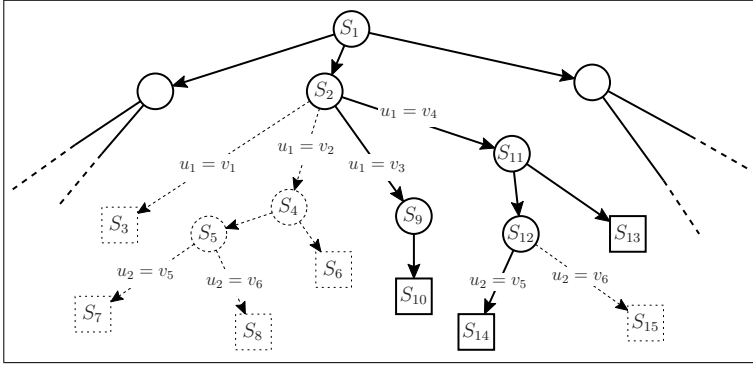 S₁
S₂
u₁ = v₄
u₁ = v₁
u₁ = v₂
u₁ = v₃
S₁₁
S₃
S₄
S₉
S₅
S₁₂
S₁₃
S₆
u₂ = v₅
u₂ = v₆
u₂ = v₅
u₂ = v₆
S₁₀
S₇
S₈
S₁₄
S₁₅